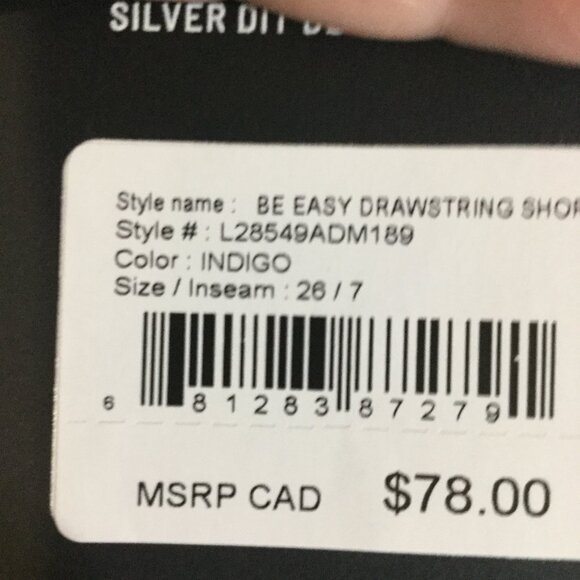 SILVER
Style name : BE EASY DRAWSTRING
Style # : L28549ADM189
Color : INDIGO
Size / Inseam : 26 / 7
6 81283 87279
MSRP CAD $78.00